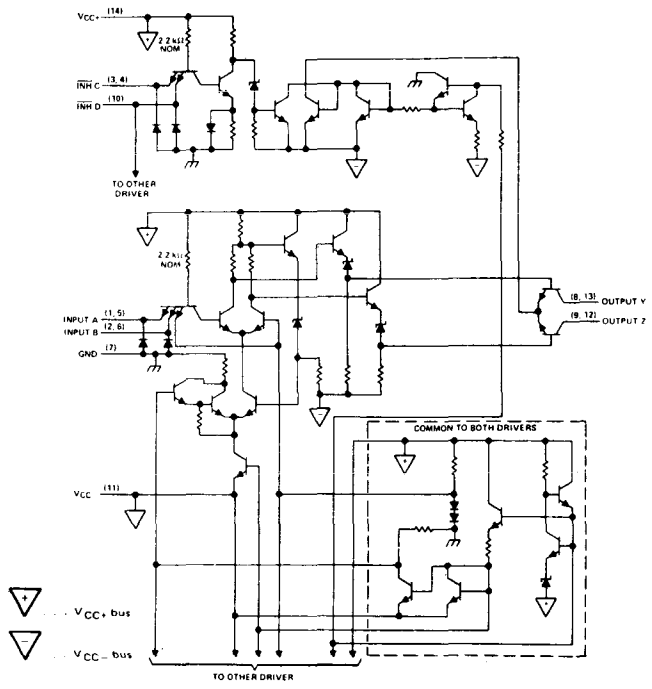 VCC+ (14)
2.2 kΩ
NOM
INH C (3, 4)
INH D (10)
TO OTHER
DRIVER
2.2 kΩ
NOM
INPUT A (1, 5)
INPUT B (2, 6)
GND (7)
(8, 13) OUTPUT Y
(9, 12) OUTPUT Z
COMMON TO BOTH DRIVERS
VCC (11)
+ ... VCC+ bus
− ... VCC− bus
TO OTHER DRIVER